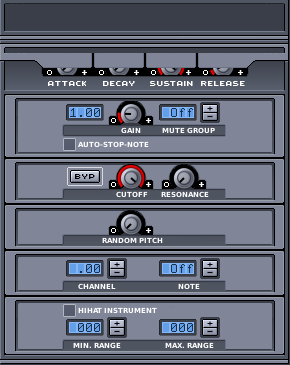 ATTACK DECAY SUSTAIN RELEASE
1.00 Off
GAIN MUTE GROUP
AUTO-STOP-NOTE
BYP
CUTOFF RESONANCE
RANDOM PITCH
1.00 Off
CHANNEL NOTE
HIHAT INSTRUMENT
000 000
MIN. RANGE MAX. RANGE